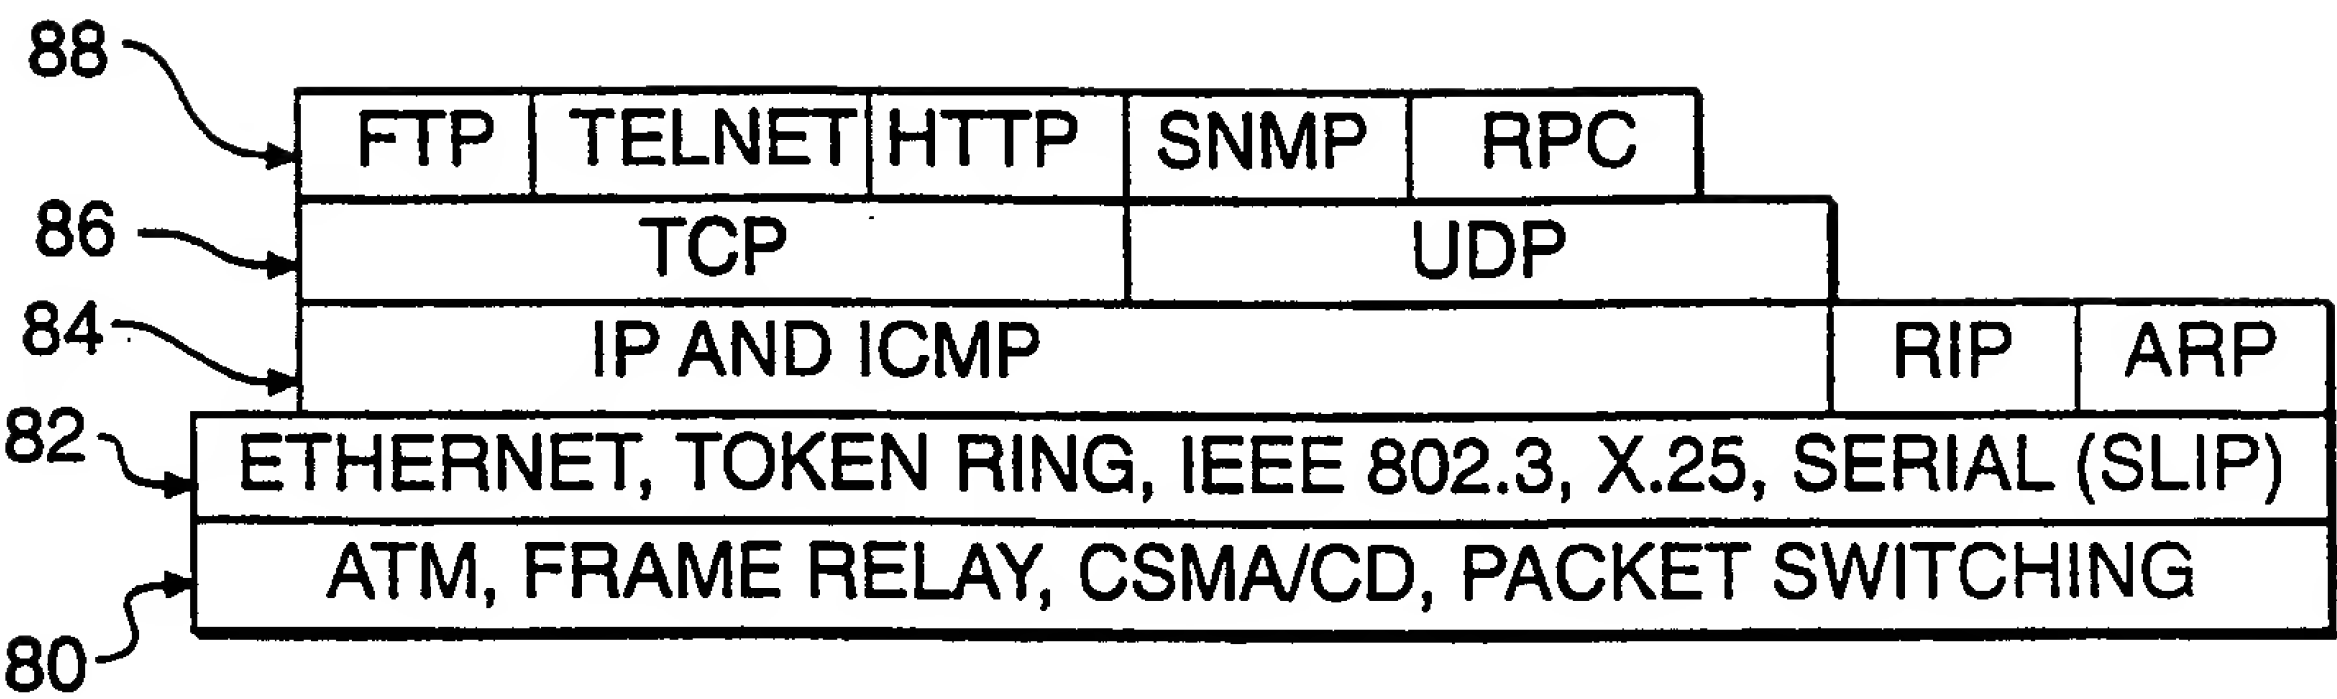 88
FTP TELNET HTTP SNMP RPC
86
TCP UDP
84
IP AND ICMP RIP ARP
82
ETHERNET, TOKEN RING, IEEE 802.3, X.25, SERIAL (SLIP)
ATM, FRAME RELAY, CSMA/CD, PACKET SWITCHING
80